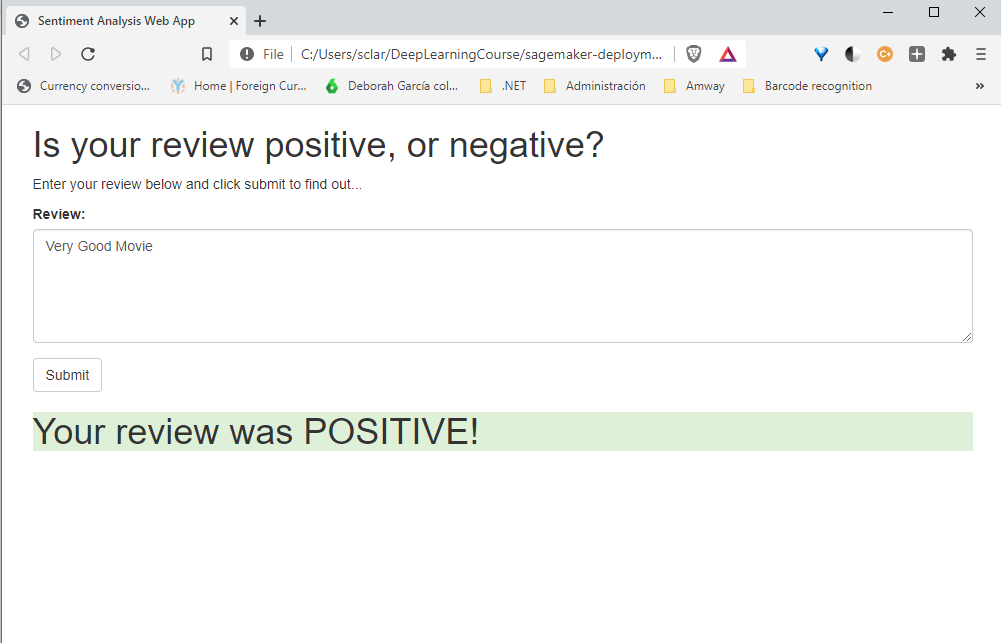 Sentiment Analysis Web App
File
C:/Users/sclar/DeepLearningCourse/sagemaker-deploym...
Currency conversio...
Home | Foreign Cur...
Deborah García col...
.NET
Administración
Amway
Barcode recognition
Is your review positive, or negative?
Enter your review below and click submit to find out...
Review:
Very Good Movie
Submit
Your review was POSITIVE!